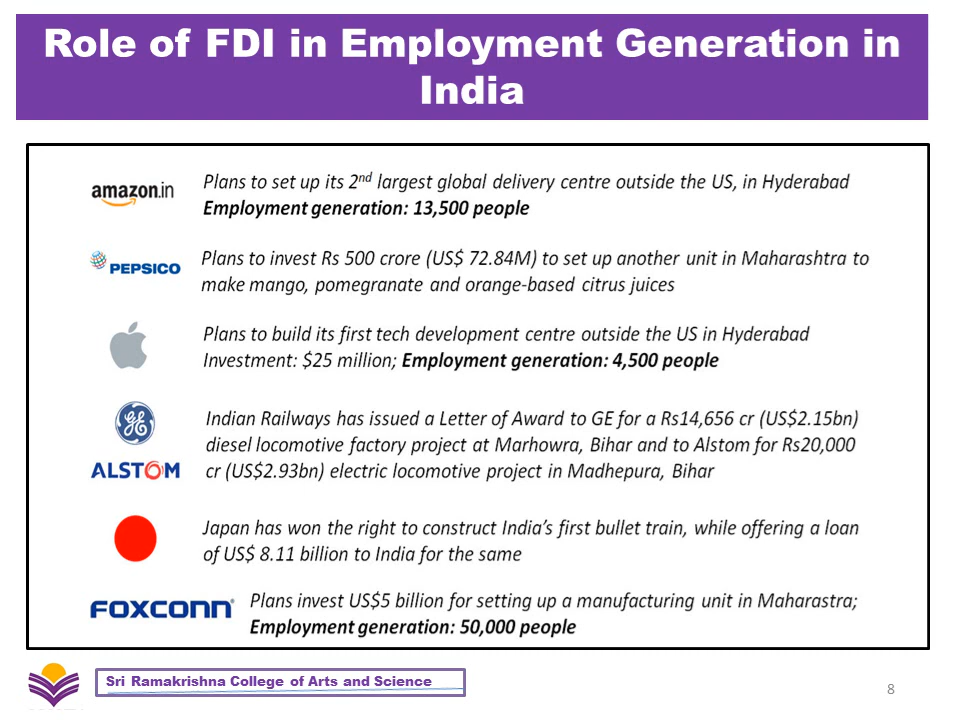 Role of FDI in Employment Generation in
India
amazon.in
Plans to set up its 2nd largest global delivery centre outside the US, in Hyderabad
Employment generation: 13,500 people
PEPSICO
Plans to invest Rs 500 crore (US$ 72.84M) to set up another unit in Maharashtra to
make mango, pomegranate and orange-based citrus juices
Plans to build its first tech development centre outside the US in Hyderabad
Investment: $25 million; Employment generation: 4,500 people
GE
ALSTOM
Indian Railways has issued a Letter of Award to GE for a Rs14,656 cr (US$2.15bn)
diesel locomotive factory project at Marhowra, Bihar and to Alstom for Rs20,000
cr (US$2.93bn) electric locomotive project in Madhepura, Bihar
Japan has won the right to construct India's first bullet train, while offering a loan
of US$ 8.11 billion to India for the same
FOXCONN
Plans invest US$5 billion for setting up a manufacturing unit in Maharastra;
Employment generation: 50,000 people
Sri Ramakrishna College of Arts and Science
8